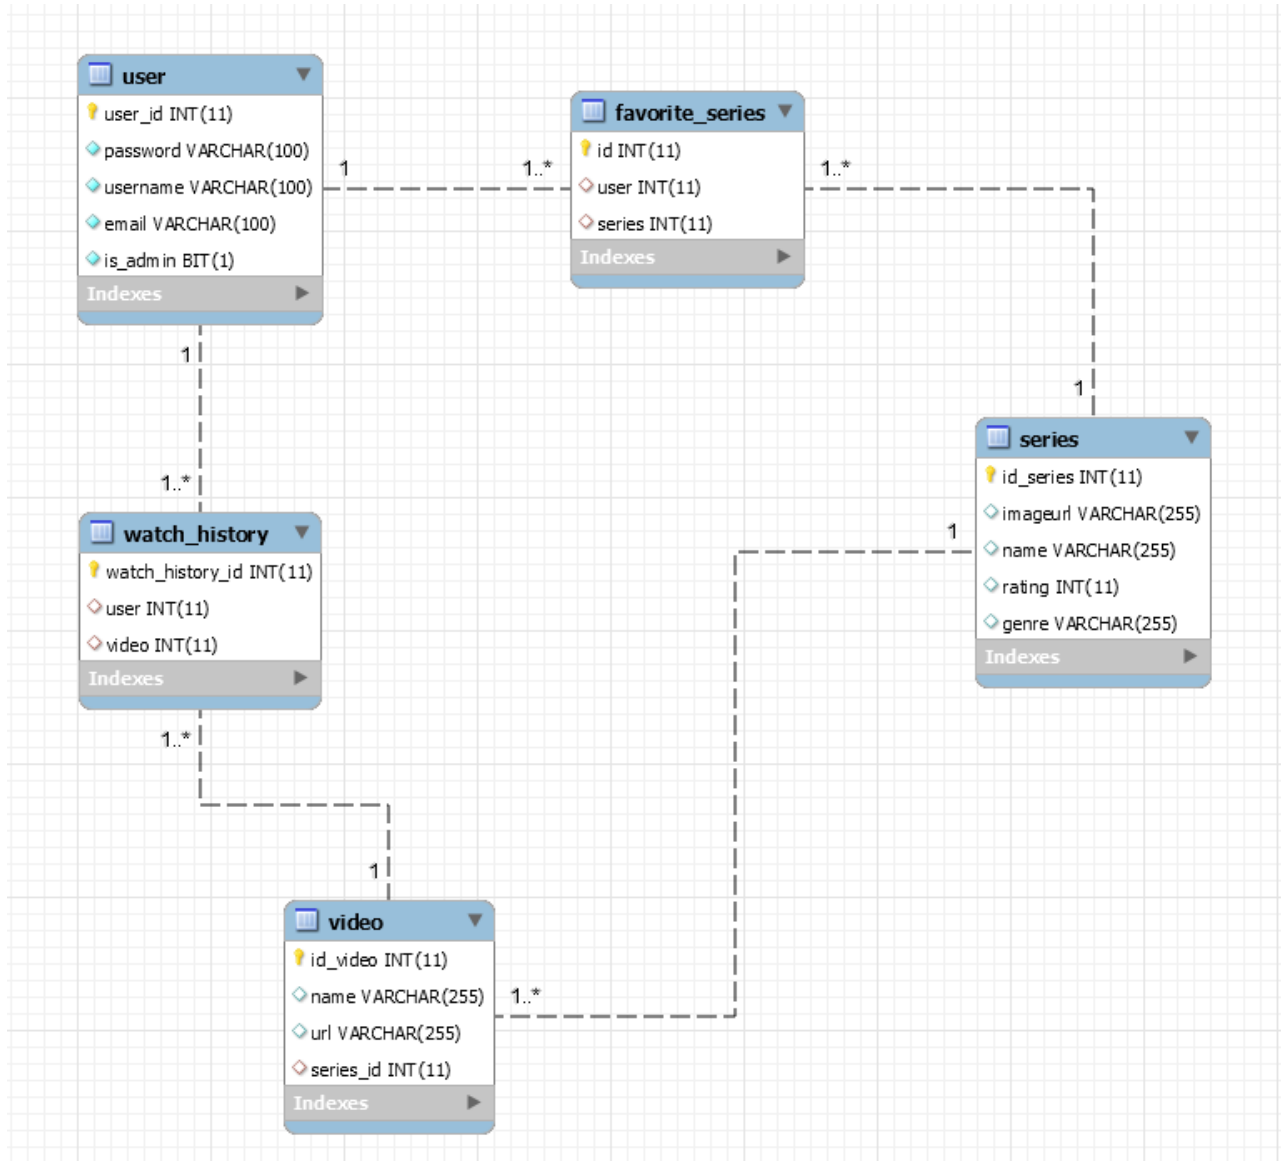 user
user_id INT(11)
password VARCHAR(100)
username VARCHAR(100)
email VARCHAR(100)
is_admin BIT(1)
Indexes
1
1..*
favorite_series
id INT(11)
user INT(11)
series INT(11)
Indexes
1..*
1
series
id_series INT(11)
imageurl VARCHAR(255)
name VARCHAR(255)
rating INT(11)
genre VARCHAR(255)
Indexes
1
1
1..*
watch_history
watch_history_id INT(11)
user INT(11)
video INT(11)
Indexes
1..*
1
video
id_video INT(11)
name VARCHAR(255)
url VARCHAR(255)
series_id INT(11)
Indexes
1..*